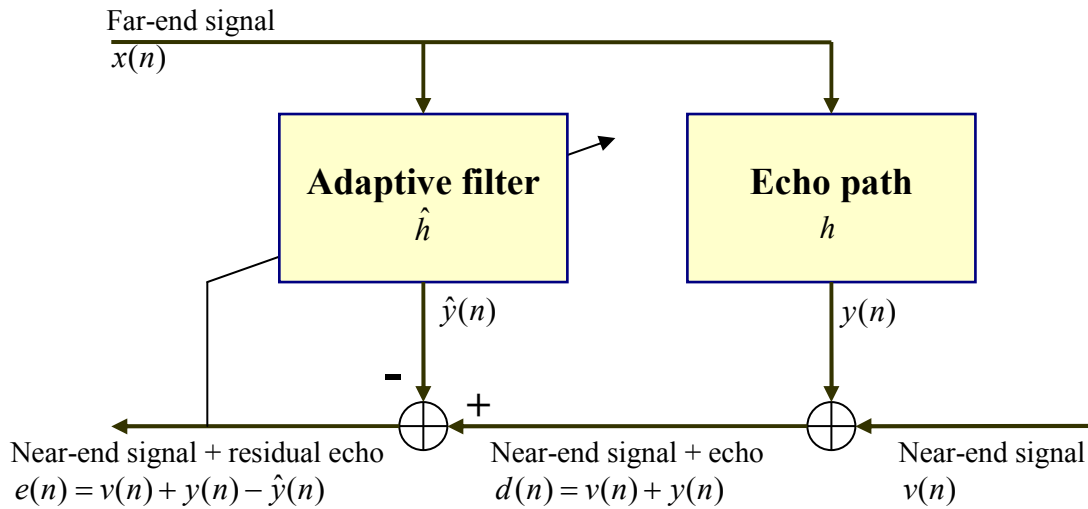 Far-end signal
x(n)
Adaptive filter
ĥ
Echo path
h
ŷ(n)
y(n)
-
+
Near-end signal + residual echo
e(n) = v(n) + y(n) − ŷ(n)
Near-end signal + echo
d(n) = v(n) + y(n)
Near-end signal
v(n)